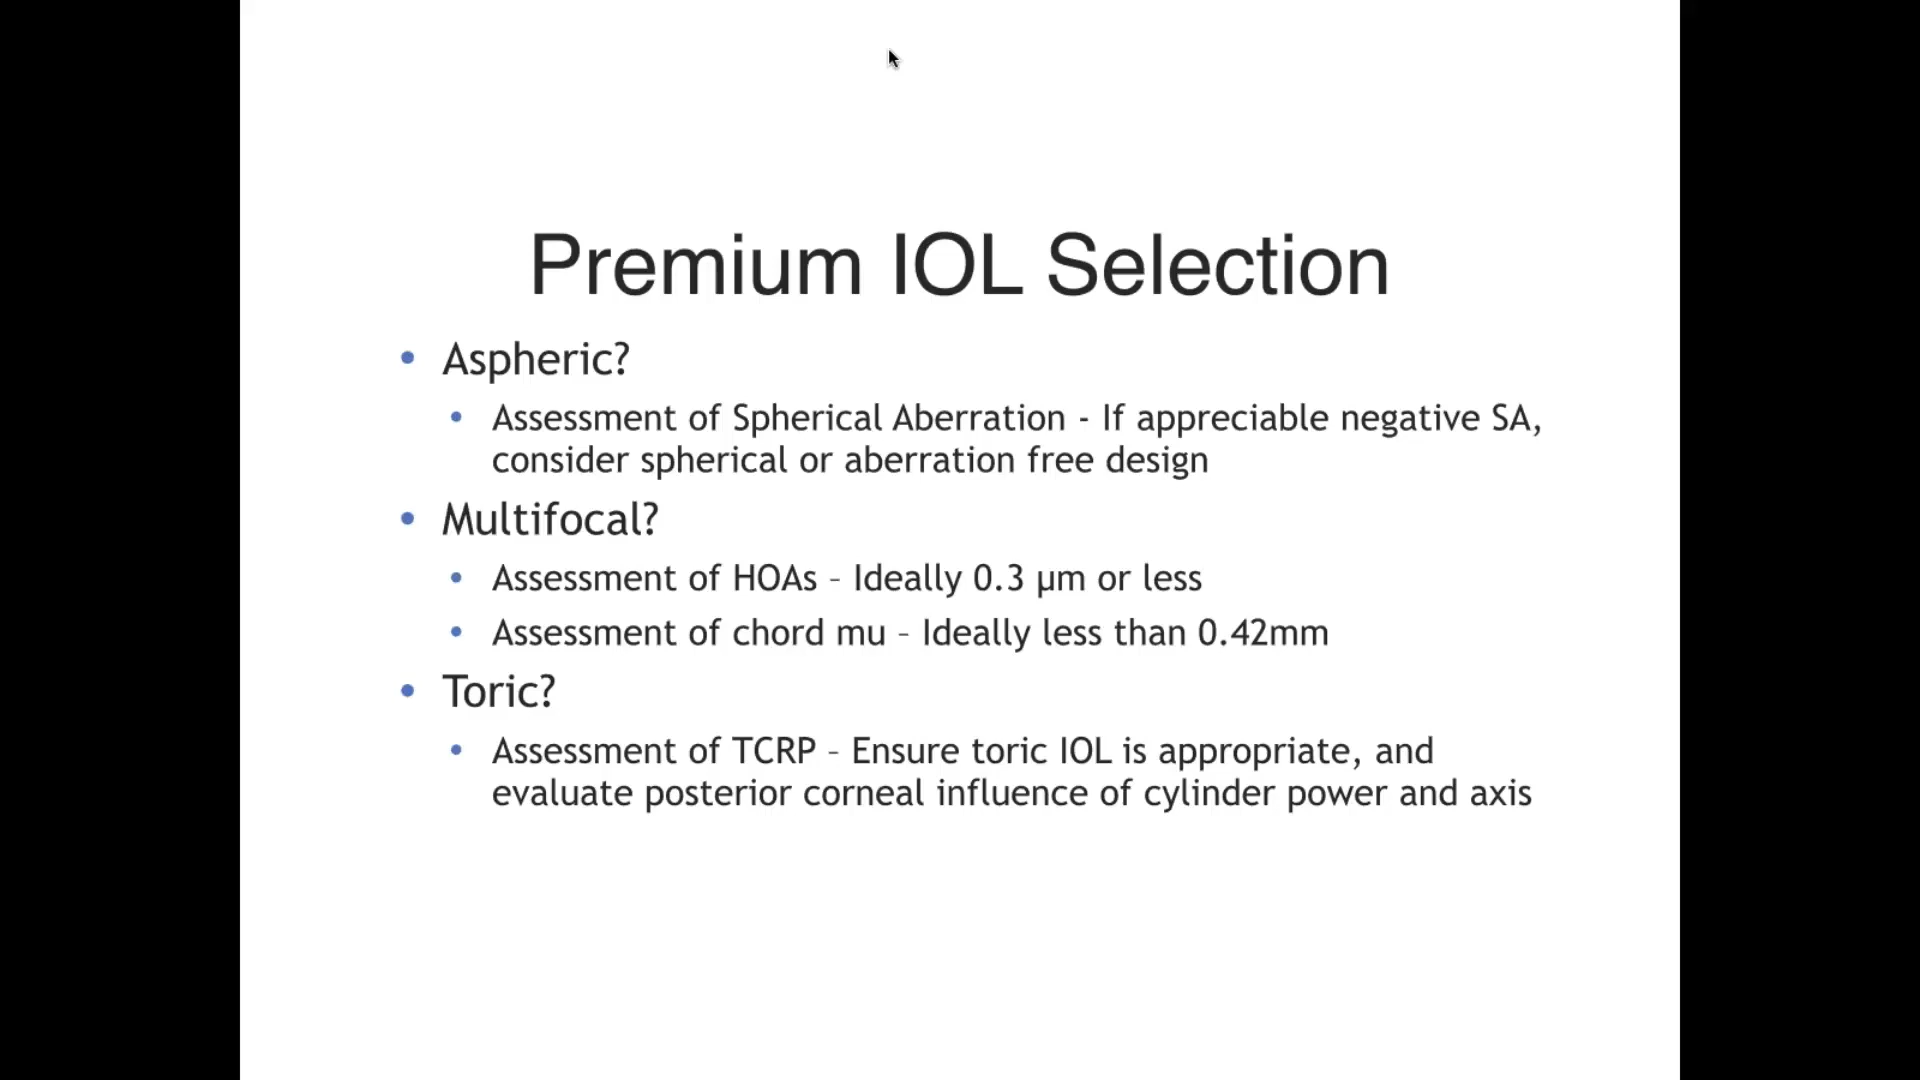 Premium IOL Selection
• Aspheric?
• Assessment of Spherical Aberration - If appreciable negative SA,
consider spherical or aberration free design
• Multifocal?
• Assessment of HOAs – Ideally 0.3 µm or less
• Assessment of chord mu – Ideally less than 0.42mm
• Toric?
• Assessment of TCRP – Ensure toric IOL is appropriate, and
evaluate posterior corneal influence of cylinder power and axis